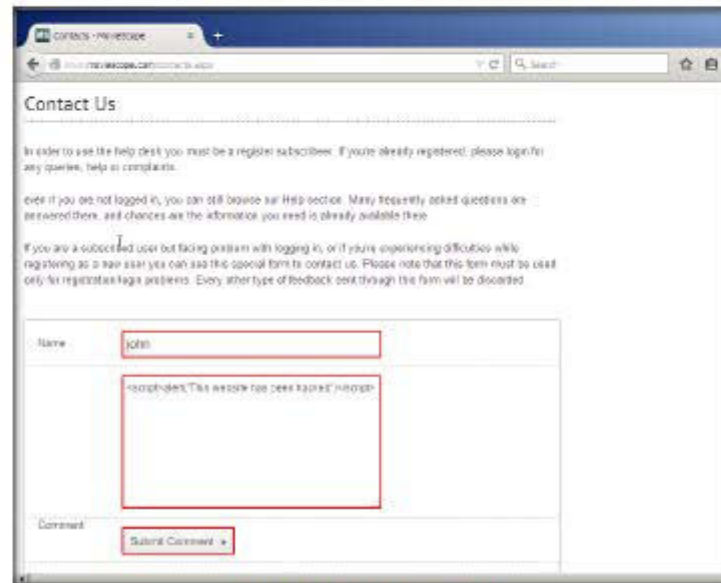 Contacts - MovieScope
Search
Contact Us
In order to use the help desk you must be a register subscribeer. If you're already registered, please login for
any queries, help or complaints.
even if you are not logged in, you can still browse our Help section. Many frequently asked questions are
answered there, and chances are the information you need is already available there
If you are a subscribed user but facing problem with logging in, or if you're experiencing difficulties while
registering as a new user you can use this special form to contact us. Please note that this form must be used
only for registration/login problems. Every other type of feedback sent through this form will be discarded
Name
john
<script>alert("This website has been hacked")</script>
Comment
Submit Comment